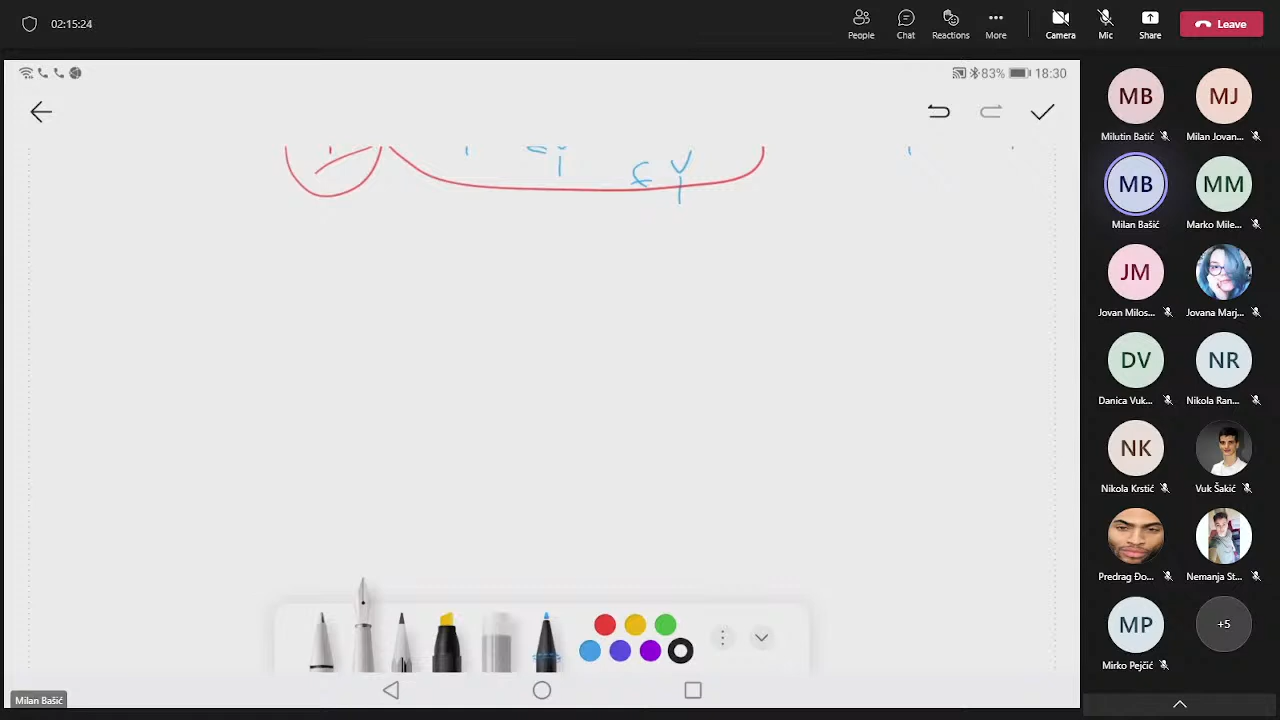 02:15:24
People
Chat
Reactions
More
Camera
Mic
Share
Leave
83% 18:30
MB
MJ
Milutin Batić
Milan Jovan...
MB
MM
Milan Bašić
Marko Mile...
JM
Jovan Milos...
Jovana Marj...
DV
NR
Danica Vuk...
Nikola Ran...
NK
Nikola Krstić
Vuk Šakić
Predrag Đo...
Nemanja St...
MP
+5
Mirko Pejčić
Milan Bašić